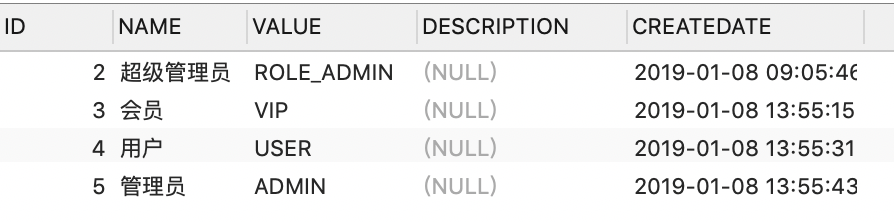 ID NAME VALUE DESCRIPTION CREATEDATE
2 超级管理员 ROLE_ADMIN (NULL) 2019-01-08 09:05:46
3 会员 VIP (NULL) 2019-01-08 13:55:15
4 用户 USER (NULL) 2019-01-08 13:55:31
5 管理员 ADMIN (NULL) 2019-01-08 13:55:43